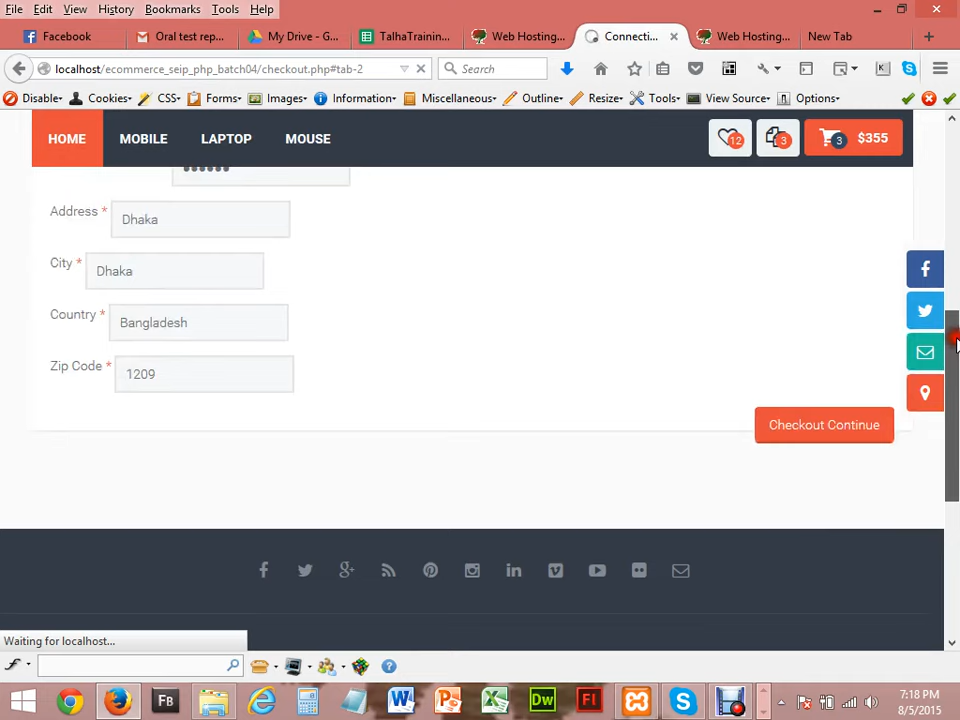 File Edit View History Bookmarks Tools Help
Facebook Oral test rep... My Drive - G... TalhaTrainin... Web Hosting... Connecti... Web Hosting... New Tab
localhost/ecommerce_seip_php_batch04/checkout.php#tab-2 Search
Disable Cookies CSS Forms Images Information Miscellaneous Outline Resize Tools View Source Options
HOME MOBILE LAPTOP MOUSE 12 3 3 $355
Address * Dhaka
City * Dhaka
Country * Bangladesh
Zip Code * 1209
Checkout Continue
Waiting for localhost...
7:18 PM
8/5/2015